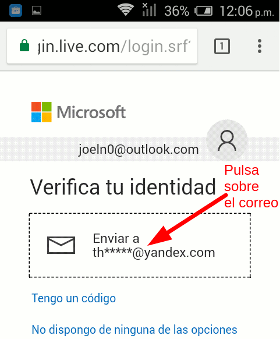 36% 12:06 p.m.
gin.live.com/login.srf 1
Microsoft
joeln0@outlook.com
Verifica tu identidad
Pulsa
sobre
el correo
Enviar a
th*****@yandex.com
Tengo un código
No dispongo de ninguna de las opciones